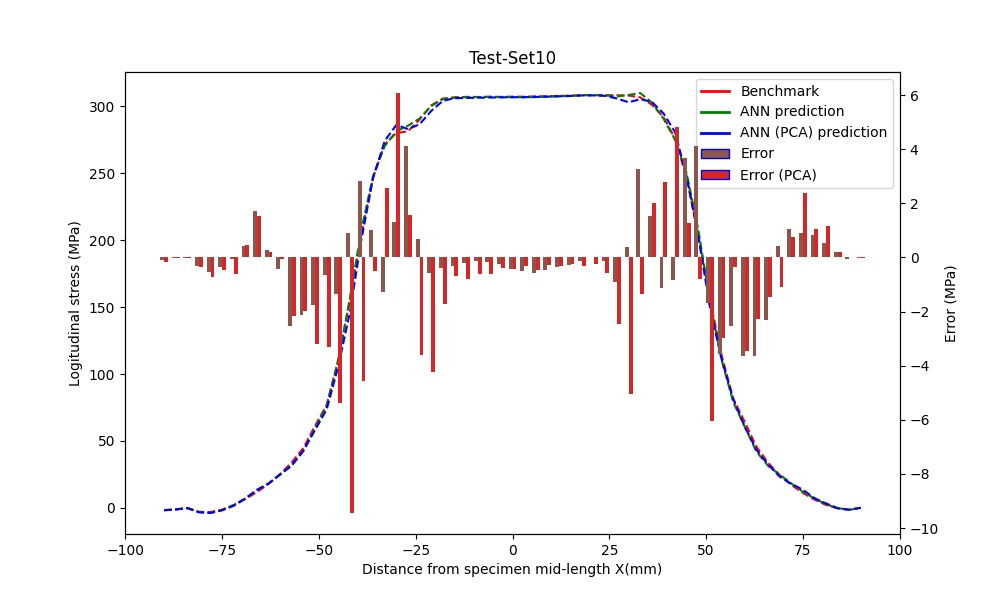 Test-Set10
Benchmark
ANN prediction
ANN (PCA) prediction
Error
Error (PCA)
300
250
200
150
100
50
0
Logitudinal stress (MPa)
6
4
2
0
−2
−4
−6
−8
−10
Error (MPa)
−100 −75 −50 −25 0 25 50 75 100
Distance from specimen mid-length X(mm)